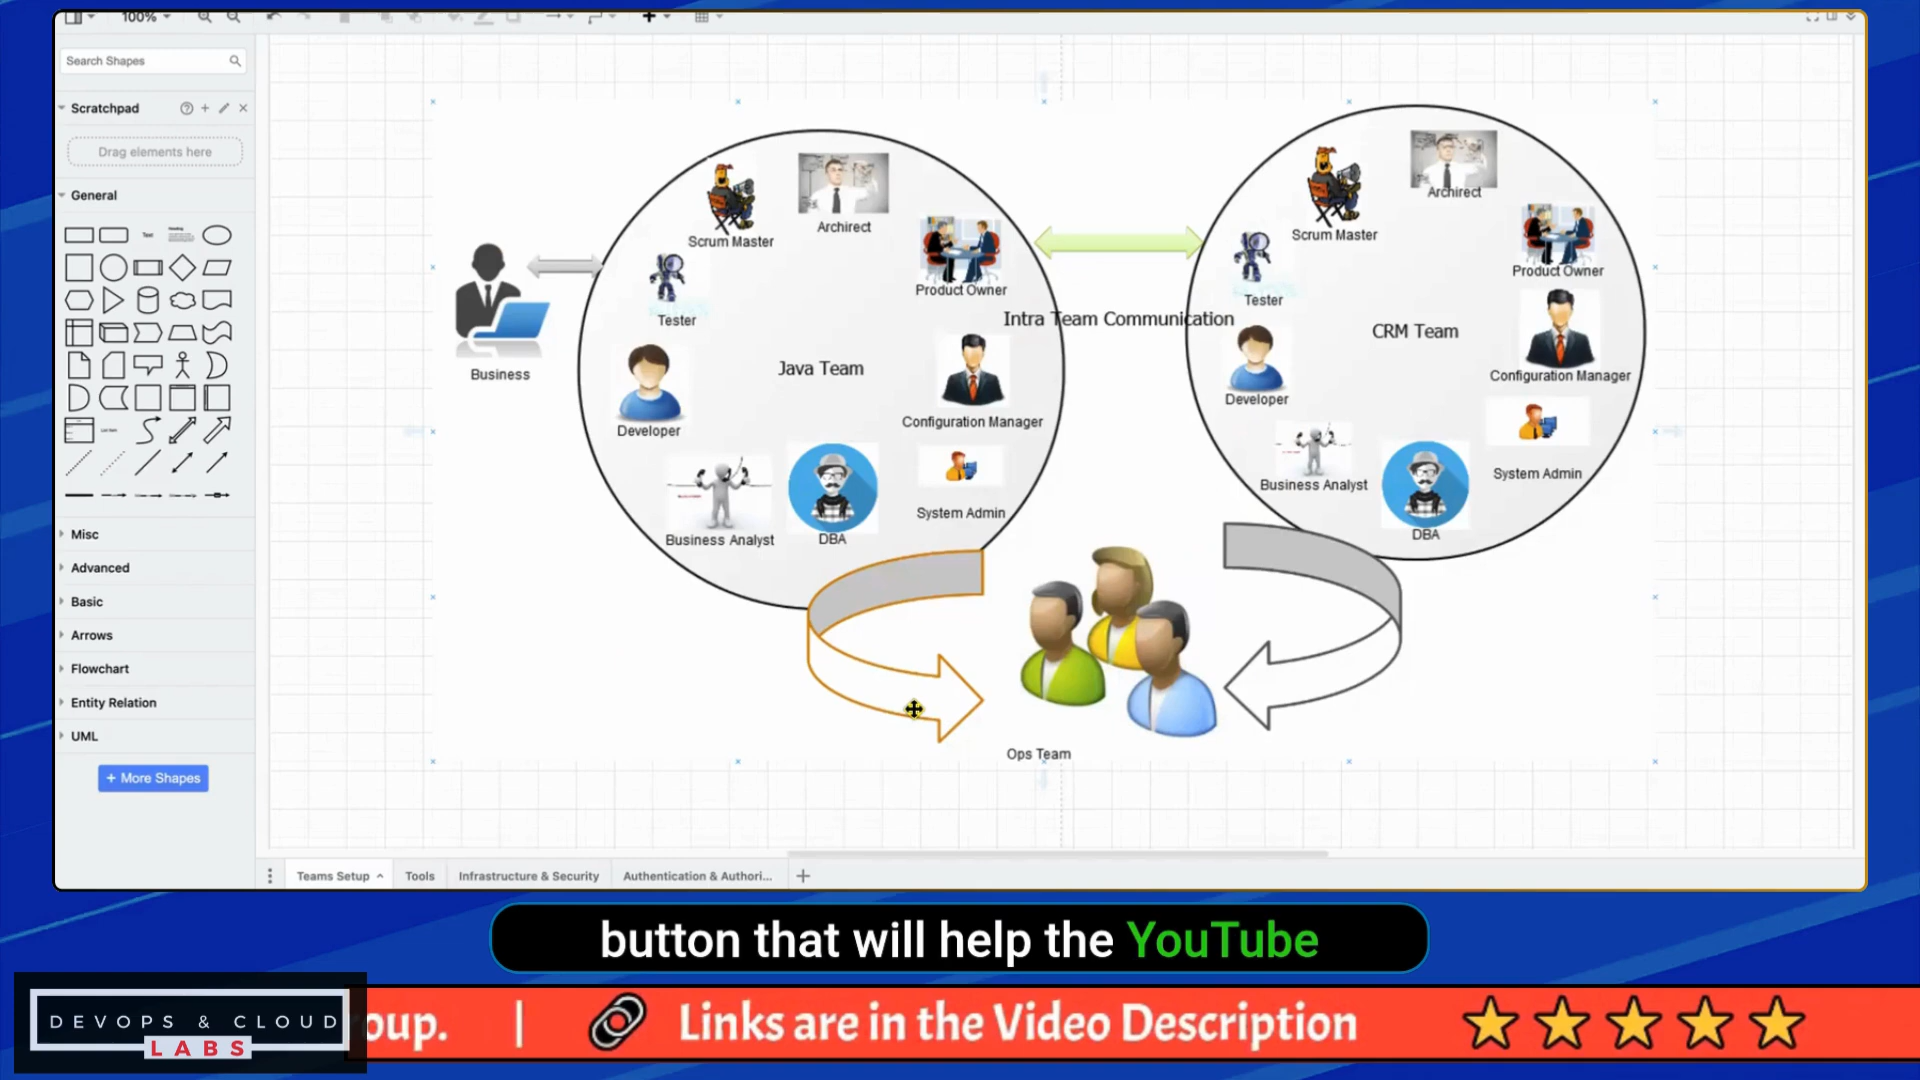 100%
Search Shapes
Scratchpad
Drag elements here
General
Text
Heading
List Item
Misc
Advanced
Basic
Arrows
Flowchart
Entity Relation
UML
+ More Shapes
Business
Scrum Master
Archirect
Product Owner
Tester
Java Team
Developer
Configuration Manager
Business Analyst
DBA
System Admin
Intra Team Communication
Scrum Master
Archirect
Product Owner
Tester
CRM Team
Developer
Configuration Manager
Business Analyst
DBA
System Admin
Ops Team
Teams Setup
Tools
Infrastructure & Security
Authentication & Authori...
button that will help the YouTube
DEVOPS & CLOUD
LABS
oup. | Links are in the Video Description